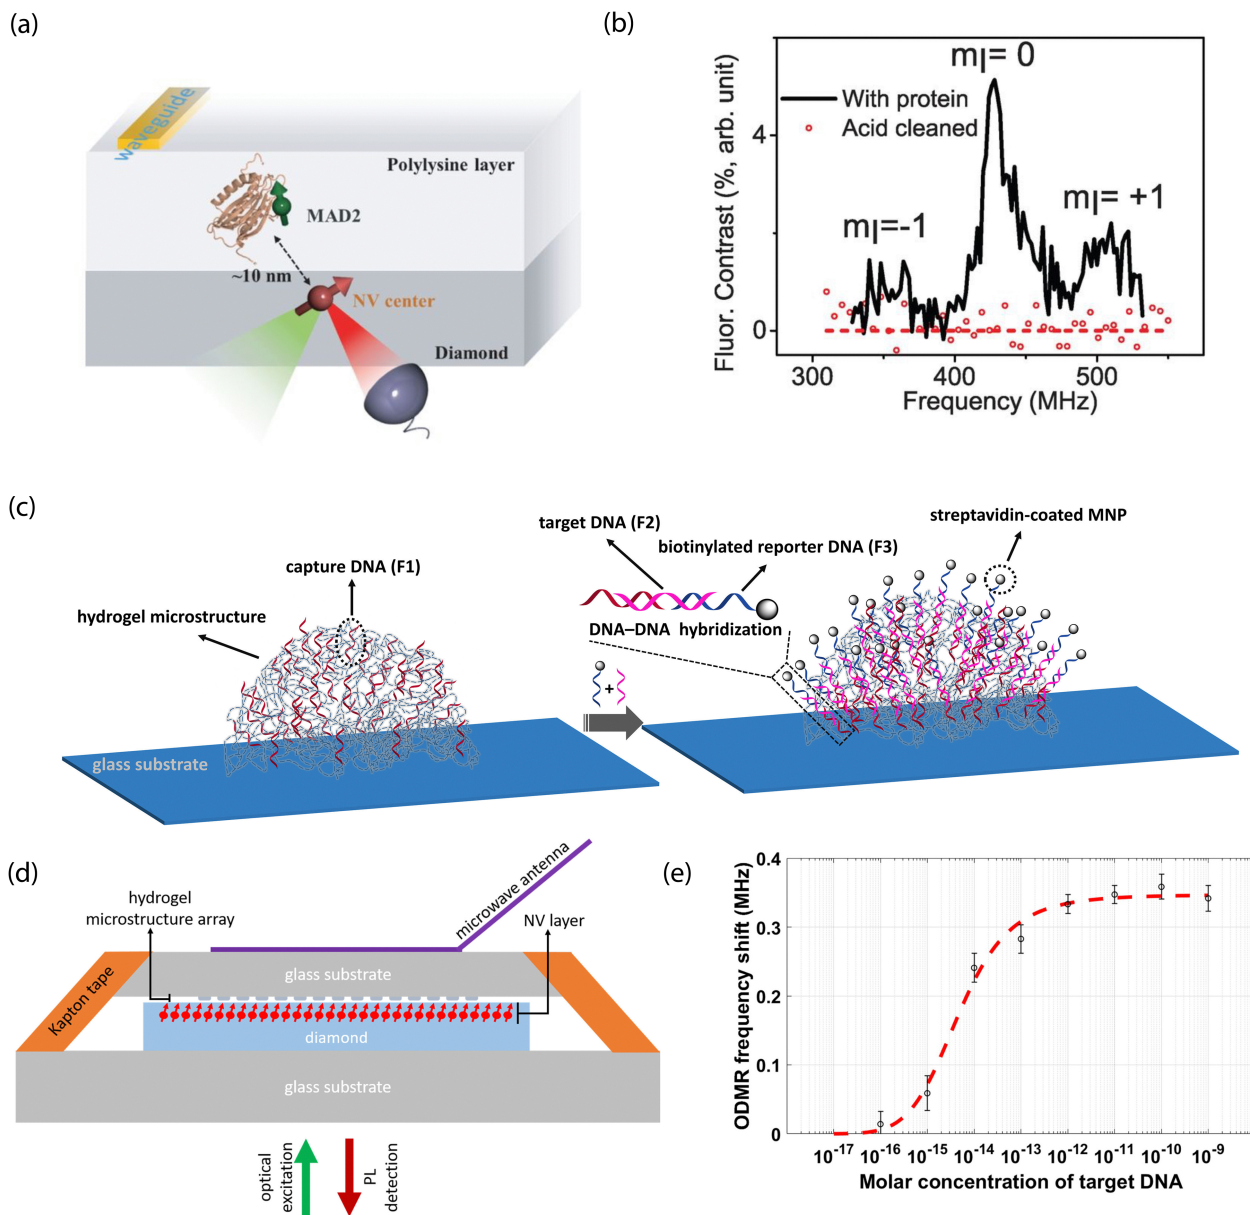 (a)
waveguide
Polylysine layer
MAD2
~10 nm
NV center
Diamond
(b)
Fluor. Contrast (%, arb. unit)
4
0
mI= 0
With protein
Acid cleaned
mI=-1
mI= +1
300
400
500
Frequency (MHz)
(c)
capture DNA (F1)
hydrogel microstructure
glass substrate
target DNA (F2)
biotinylated reporter DNA (F3)
streptavidin-coated MNP
DNA–DNA hybridization
+
(d)
hydrogel
microstructure array
microwave antenna
NV layer
Kapton tape
glass substrate
diamond
glass substrate
optical
excitation
PL
detection
(e)
ODMR frequency shift (MHz)
0.4
0.3
0.2
0.1
0
10⁻¹⁷ 10⁻¹⁶ 10⁻¹⁵ 10⁻¹⁴ 10⁻¹³ 10⁻¹² 10⁻¹¹ 10⁻¹⁰ 10⁻⁹
Molar concentration of target DNA